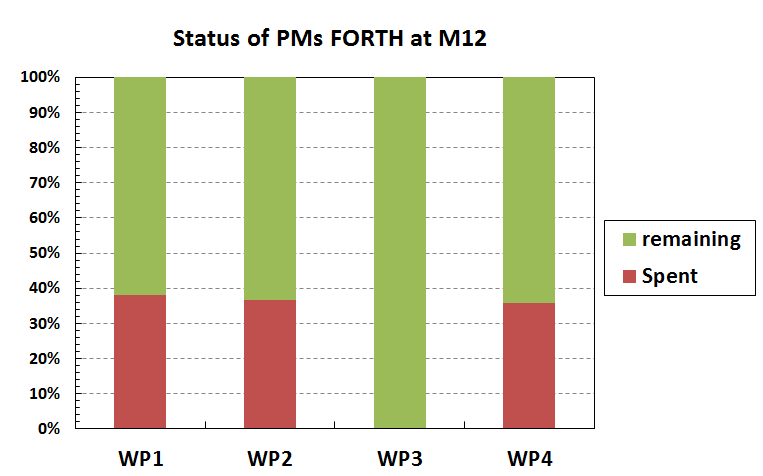 Status of PMs FORTH at M12
100%
90%
80%
70%
60%
50%
40%
30%
20%
10%
0%
remaining
Spent
WP1 WP2 WP3 WP4